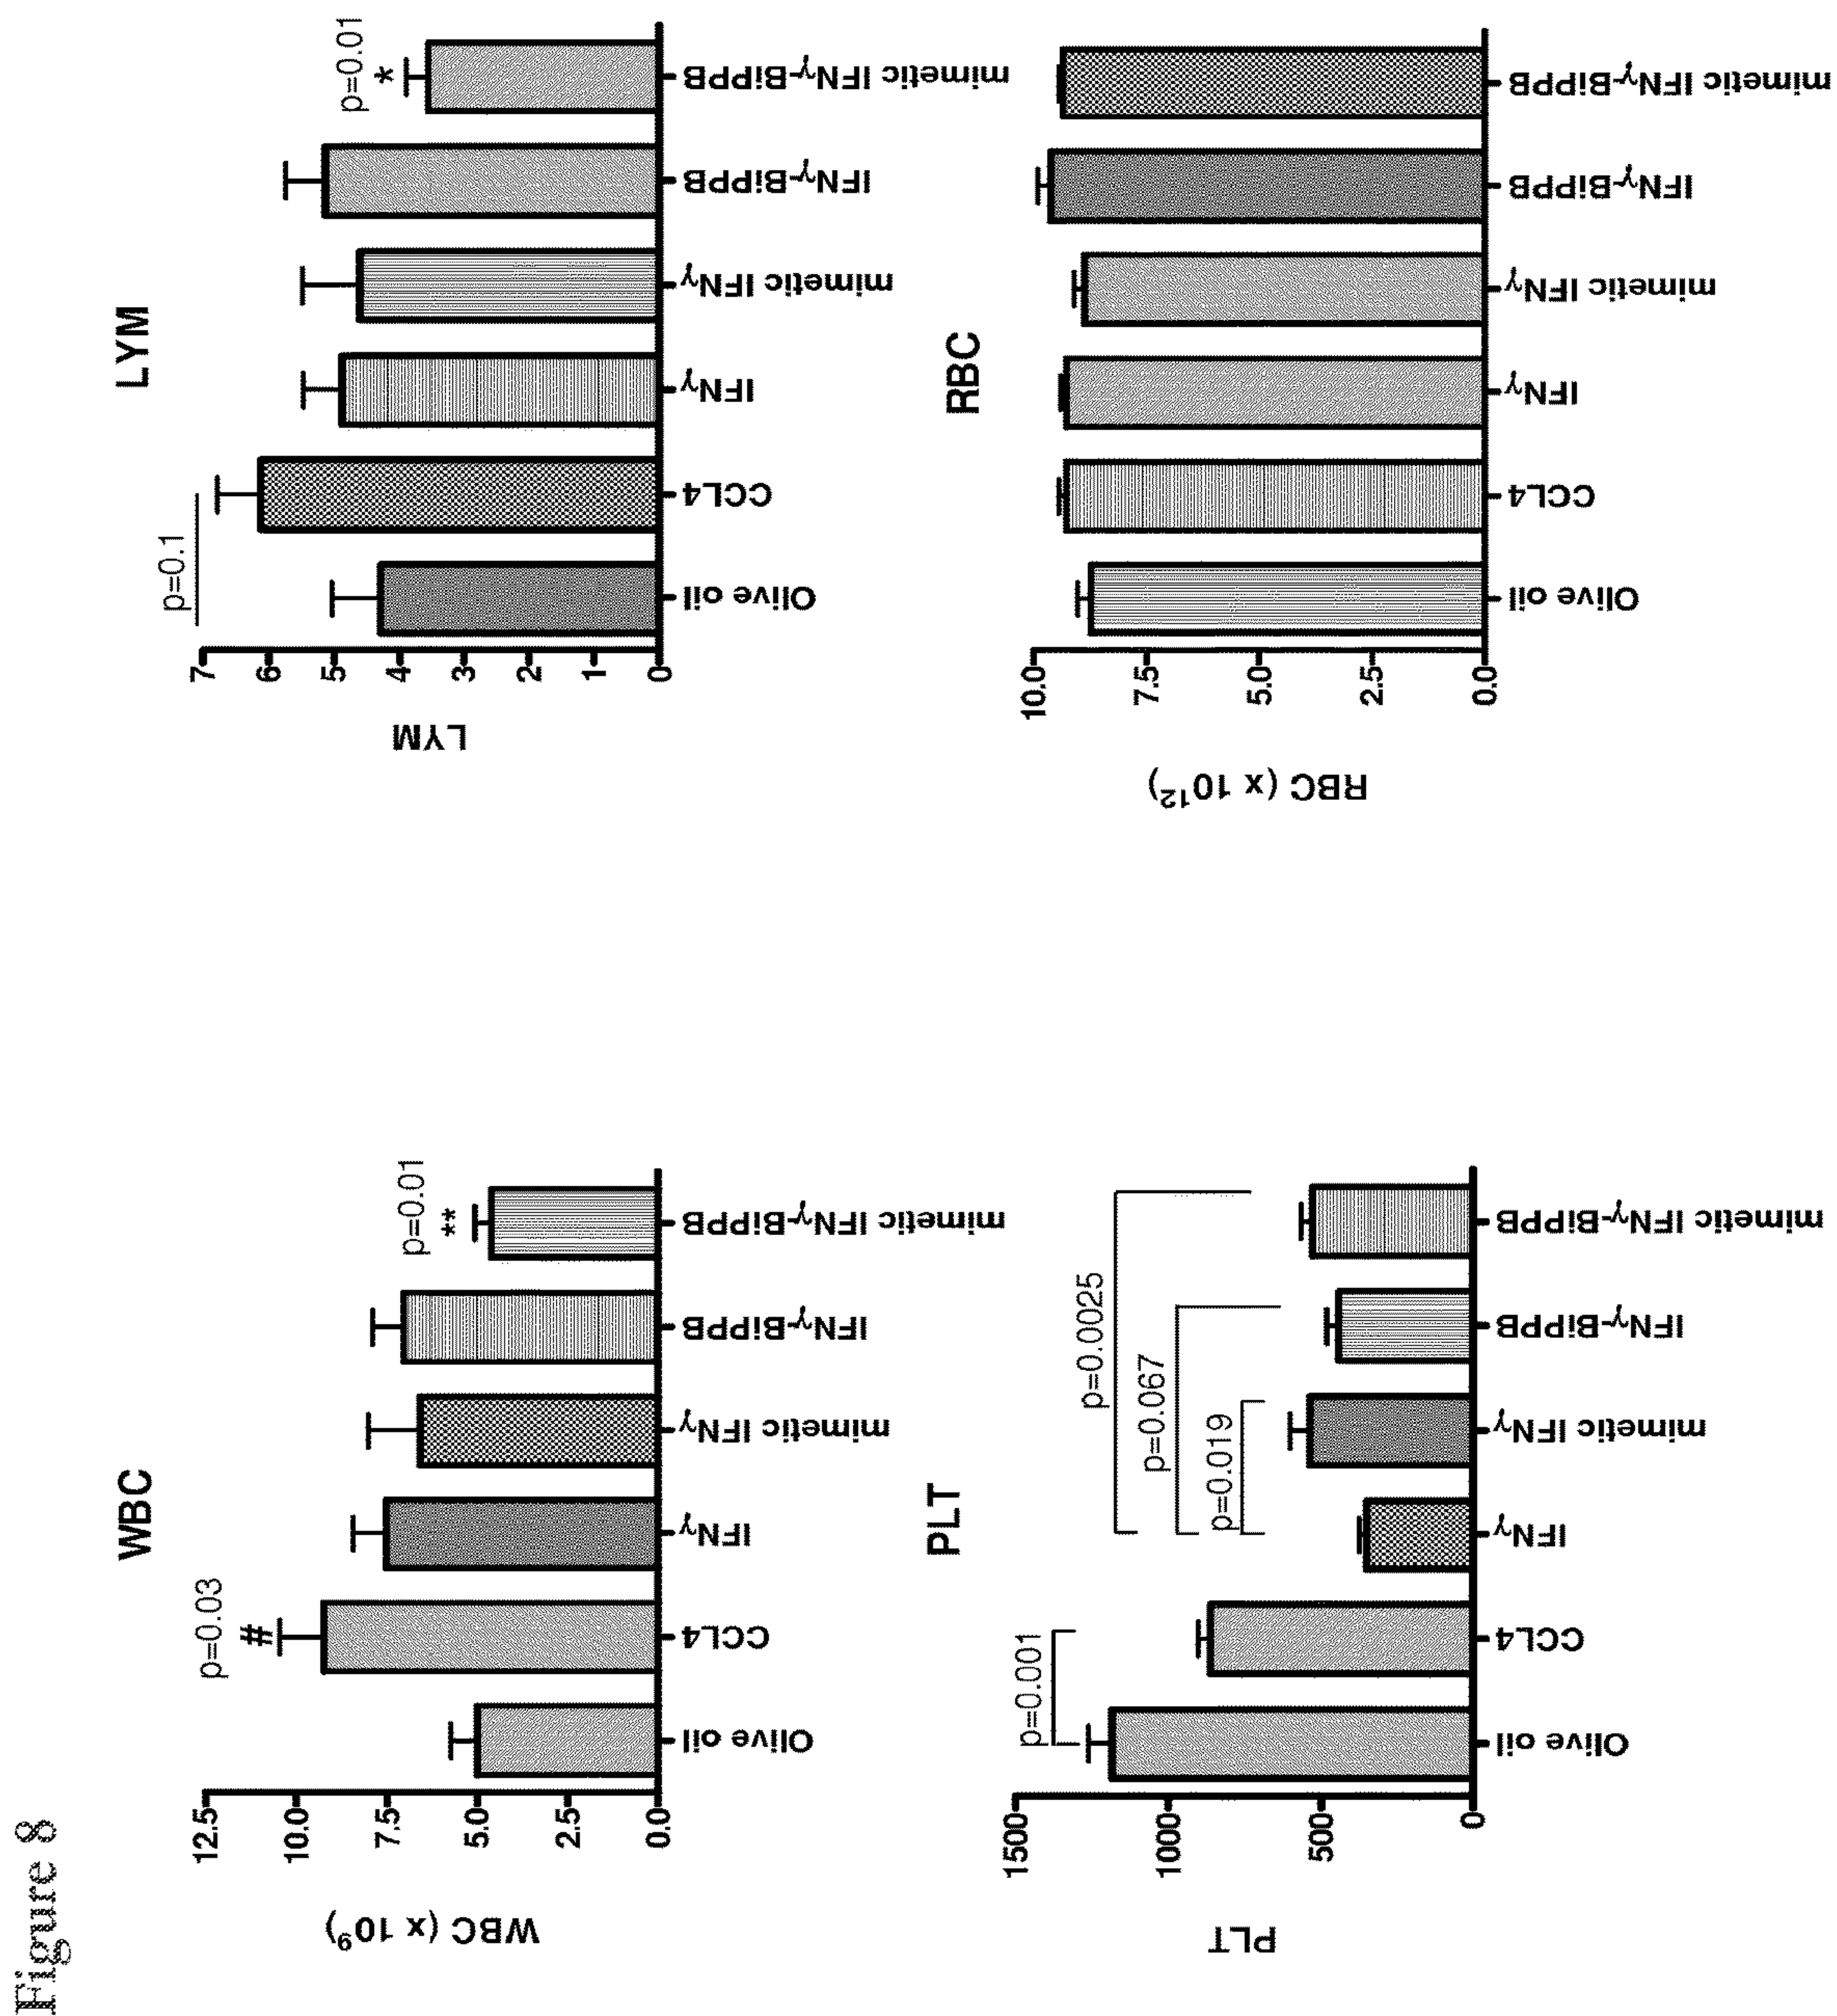 Figure 8
WBC
WBC (x 10⁹)
12.5
10.0
7.5
5.0
2.5
0.0
p=0.03
#
p=0.01
**
Olive oil
CCL4
IFNγ
mimetic IFNγ
IFNγ-BiPPB
mimetic IFNγ-BiPPB
LYM
LYM
7
6
5
4
3
2
1
0
p=0.1
p=0.01
*
Olive oil
CCL4
IFNγ
mimetic IFNγ
IFNγ-BiPPB
mimetic IFNγ-BiPPB
PLT
PLT
1500
1000
500
0
p=0.001
p=0.0025
p=0.067
p=0.019
Olive oil
CCL4
IFNγ
mimetic IFNγ
IFNγ-BiPPB
mimetic IFNγ-BiPPB
RBC
RBC (x 10¹²)
10.0
7.5
5.0
2.5
0.0
Olive oil
CCL4
IFNγ
mimetic IFNγ
IFNγ-BiPPB
mimetic IFNγ-BiPPB